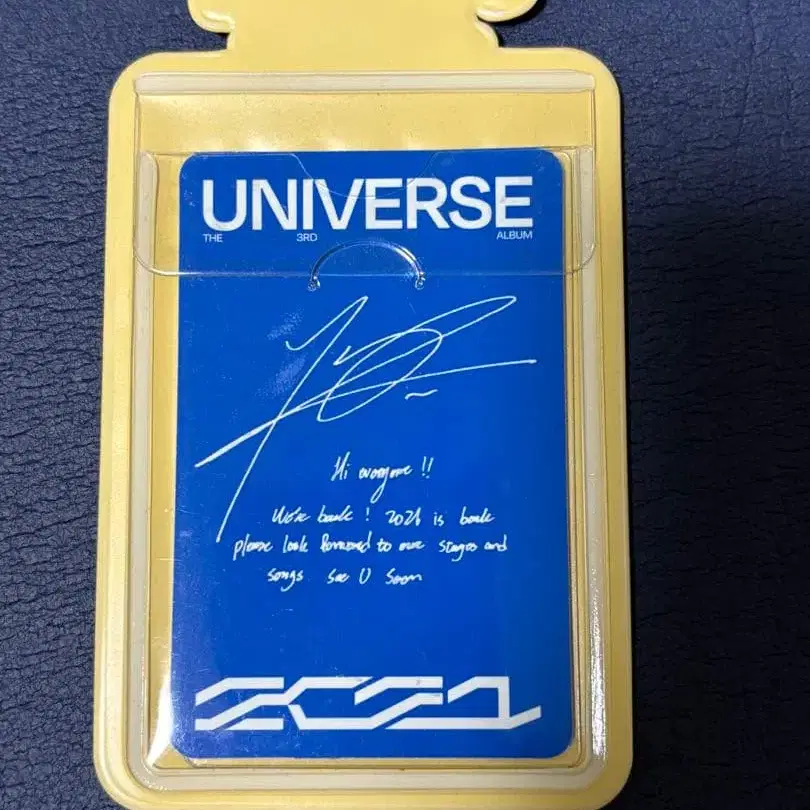 UNIVERSE
THE 3RD ALBUM
Hi everyone !!
We're back ! 2021 is back
please look forward to our stages and
songs see U soon
2021